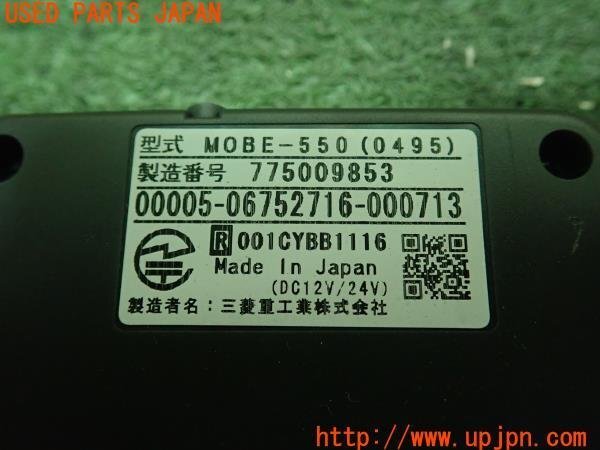 USED PARTS JAPAN
型式 MOBE-550(0495)
製造番号 775009853
00005-06752716-000713
R 001CYBB1116
Made In Japan
(DC12V/24V)
製造者名:三菱重工業株式会社
UPJ
http://www.upjpn.com/